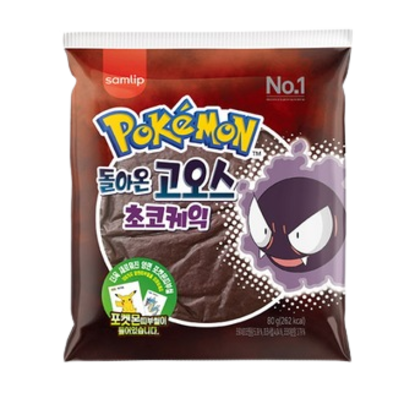 samlip
No.1
POKéMON
TM
돌아온 고오스
초코케익
포켓몬띠부씰이
들어있습니다.
80 g(262 kcal)